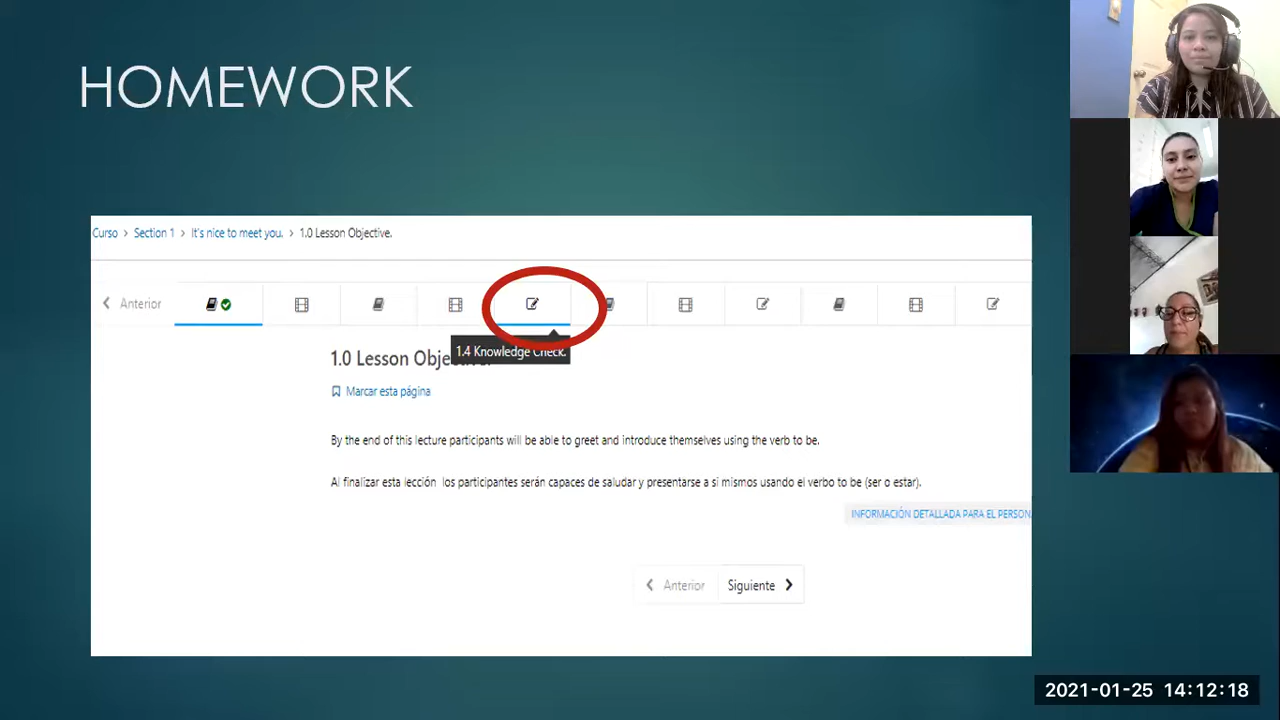 HOMEWORK
Curso > Section 1 > It's nice to meet you. > 1.0 Lesson Objective.
Anterior
1.4 Knowledge Check.
1.0 Lesson Obje
Marcar esta página
By the end of this lecture participants will be able to greet and introduce themselves using the verb to be.
Al finalizar esta lección los participantes serán capaces de saludar y presentarse a si mismos usando el verbo to be (ser o estar).
INFORMACIÓN DETALLADA PARA EL PERSON
Anterior Siguiente
2021-01-25 14:12:18